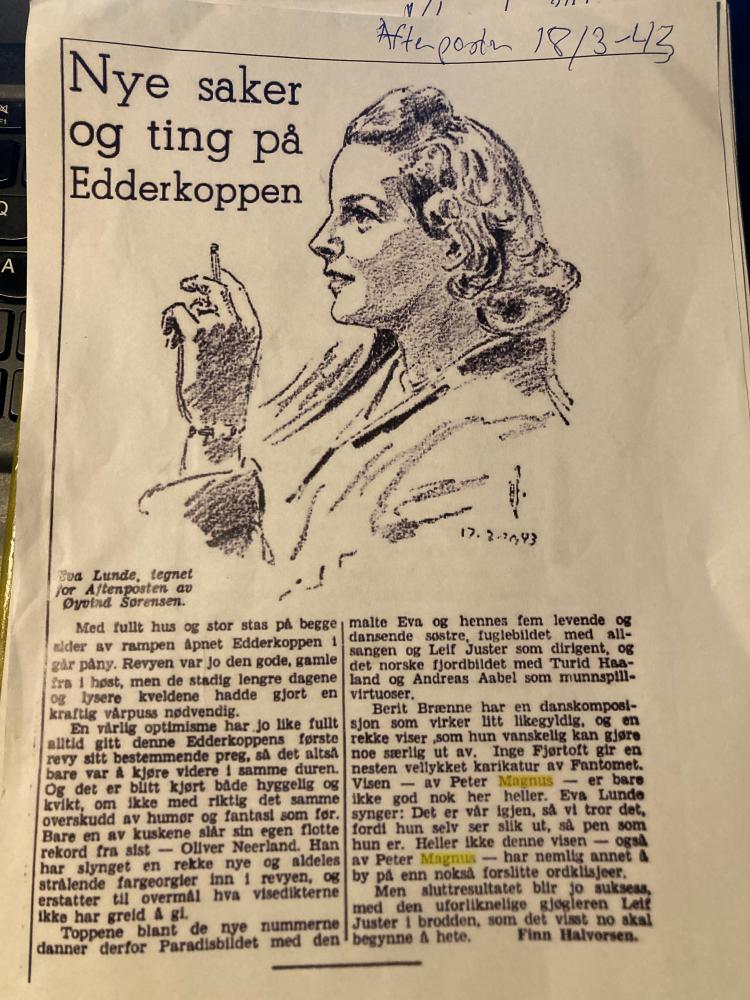 Aftenposten 18/3-43
Nye saker
og ting på
Edderkoppen
17.3.1943
Eva Lunde, tegnet
for Aftenposten av
Øyvind Sørensen.
Med fullt hus og stor stas på begge
sider av rampen åpnet Edderkoppen i
går påny. Revyen var jo den gode, gamle
fra i høst, men de stadig lengre dagene
og lysere kveldene hadde gjort en
kraftig vårpuss nødvendig.
En vårlig optimisme har jo like fullt
alltid gitt denne Edderkoppens første
revy sitt bestemmende preg, så det altså
bare var å kjøre videre i samme duren.
Og det er blitt kjørt både hyggelig og
kvikt, om ikke med riktig det samme
overskudd av humør og fantasi som før.
Bare en av kuskene slår sin egen flotte
rekord fra sist — Oliver Neerland. Han
har slynget en rekke nye og aldeles
strålende fargeorgier inn i revyen, og
erstatter til overmål hva visedikterne
ikke har greid å gi.
Toppene blant de nye nummerne
danner derfor Paradisbildet med den
malte Eva og hennes fem levende og
dansende søstre, fuglebildet med all-
sangen og Leif Juster som dirigent, og
det norske fjordbildet med Turid Haa-
land og Andreas Aabel som munnspill-
virtuoser.
Berit Brænne har en danskomposi-
sjon som virker litt likegyldig, og en
rekke viser ,som hun vanskelig kan gjøre
noe særlig ut av. Inge Fjørtoft gir en
nesten vellykket karikatur av Fantomet.
Visen — av Peter Magnus — er bare
ikke god nok her heller. Eva Lunde
synger: Det er vår igjen, så vi tror det,
fordi hun selv ser slik ut, så pen som
hun er. Heller ikke denne visen — også
av Peter Magnus — har nemlig annet å
by på enn nokså forslitte ordklisjeer.
Men sluttresultatet blir jo suksess,
med den uforliknelige gjøgleren Leif
Juster i brodden, som det visst no skal
begynne å hete. Finn Halvorsen.